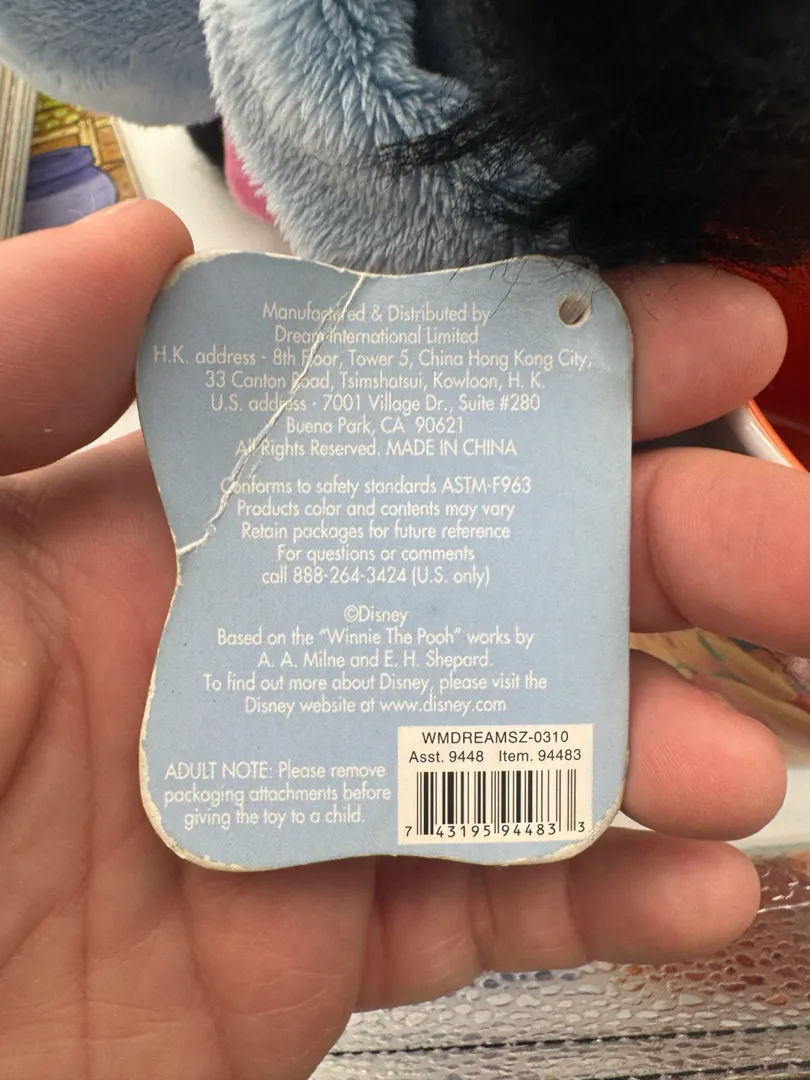 Manufactured & Distributed by
Dream International Limited
H.K. address - 8th Floor, Tower 5, China Hong Kong City,
33 Canton Road, Tsimshatsui, Kowloon, H. K.
U.S. address - 7001 Village Dr., Suite #280
Buena Park, CA 90621
All Rights Reserved. MADE IN CHINA
Conforms to safety standards ASTM-F963
Products color and contents may vary
Retain packages for future reference
For questions or comments
call 888-264-3424 (U.S. only)
©Disney
Based on the "Winnie The Pooh" works by
A. A. Milne and E. H. Shepard.
To find out more about Disney, please visit the
Disney website at www.disney.com
ADULT NOTE: Please remove
packaging attachments before
giving the toy to a child.
WMDREAMSZ-0310
Asst. 9448 Item. 94483
7 43195 94483 3